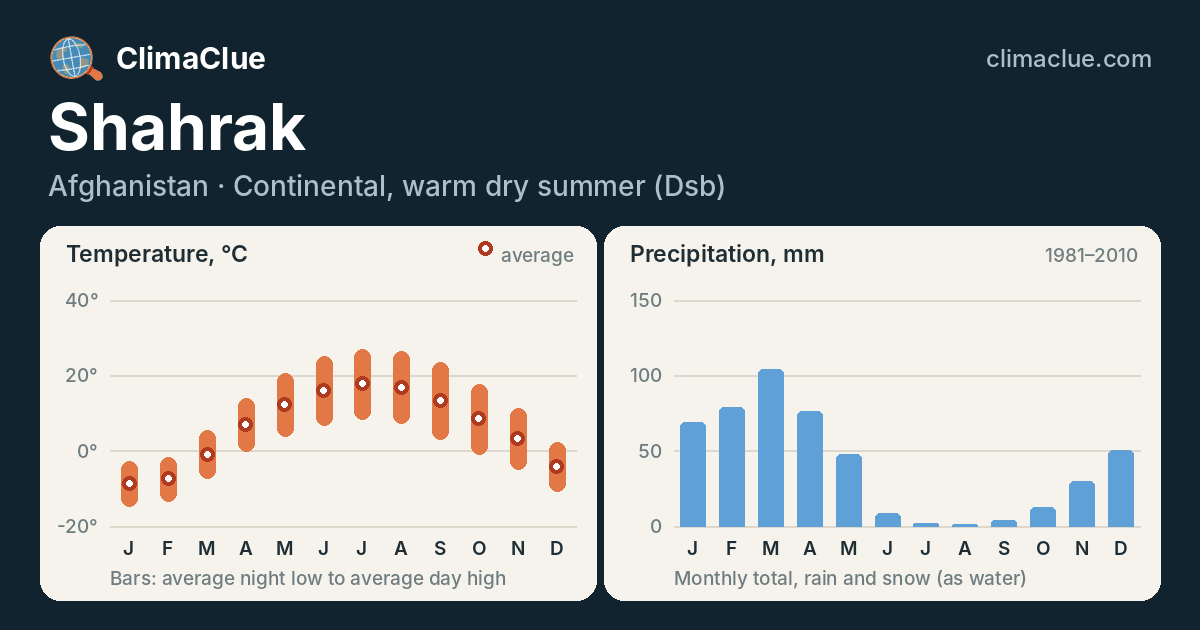 ClimaClue
climaclue.com
Shahrak
Afghanistan · Continental, warm dry summer (Dsb)
Temperature, °C
average
40°
20°
0°
-20°
J F M A M J J A S O N D
Bars: average night low to average day high
Precipitation, mm
1981–2010
150
100
50
0
J F M A M J J A S O N D
Monthly total, rain and snow (as water)